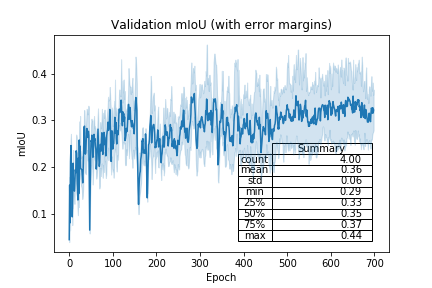 Validation mIoU (with error margins)
mIoU
0.4
0.3
0.2
0.1
Summary
count 4.00
mean 0.36
std 0.06
min 0.29
25% 0.33
50% 0.35
75% 0.37
max 0.44
0 100 200 300 400 500 600 700
Epoch